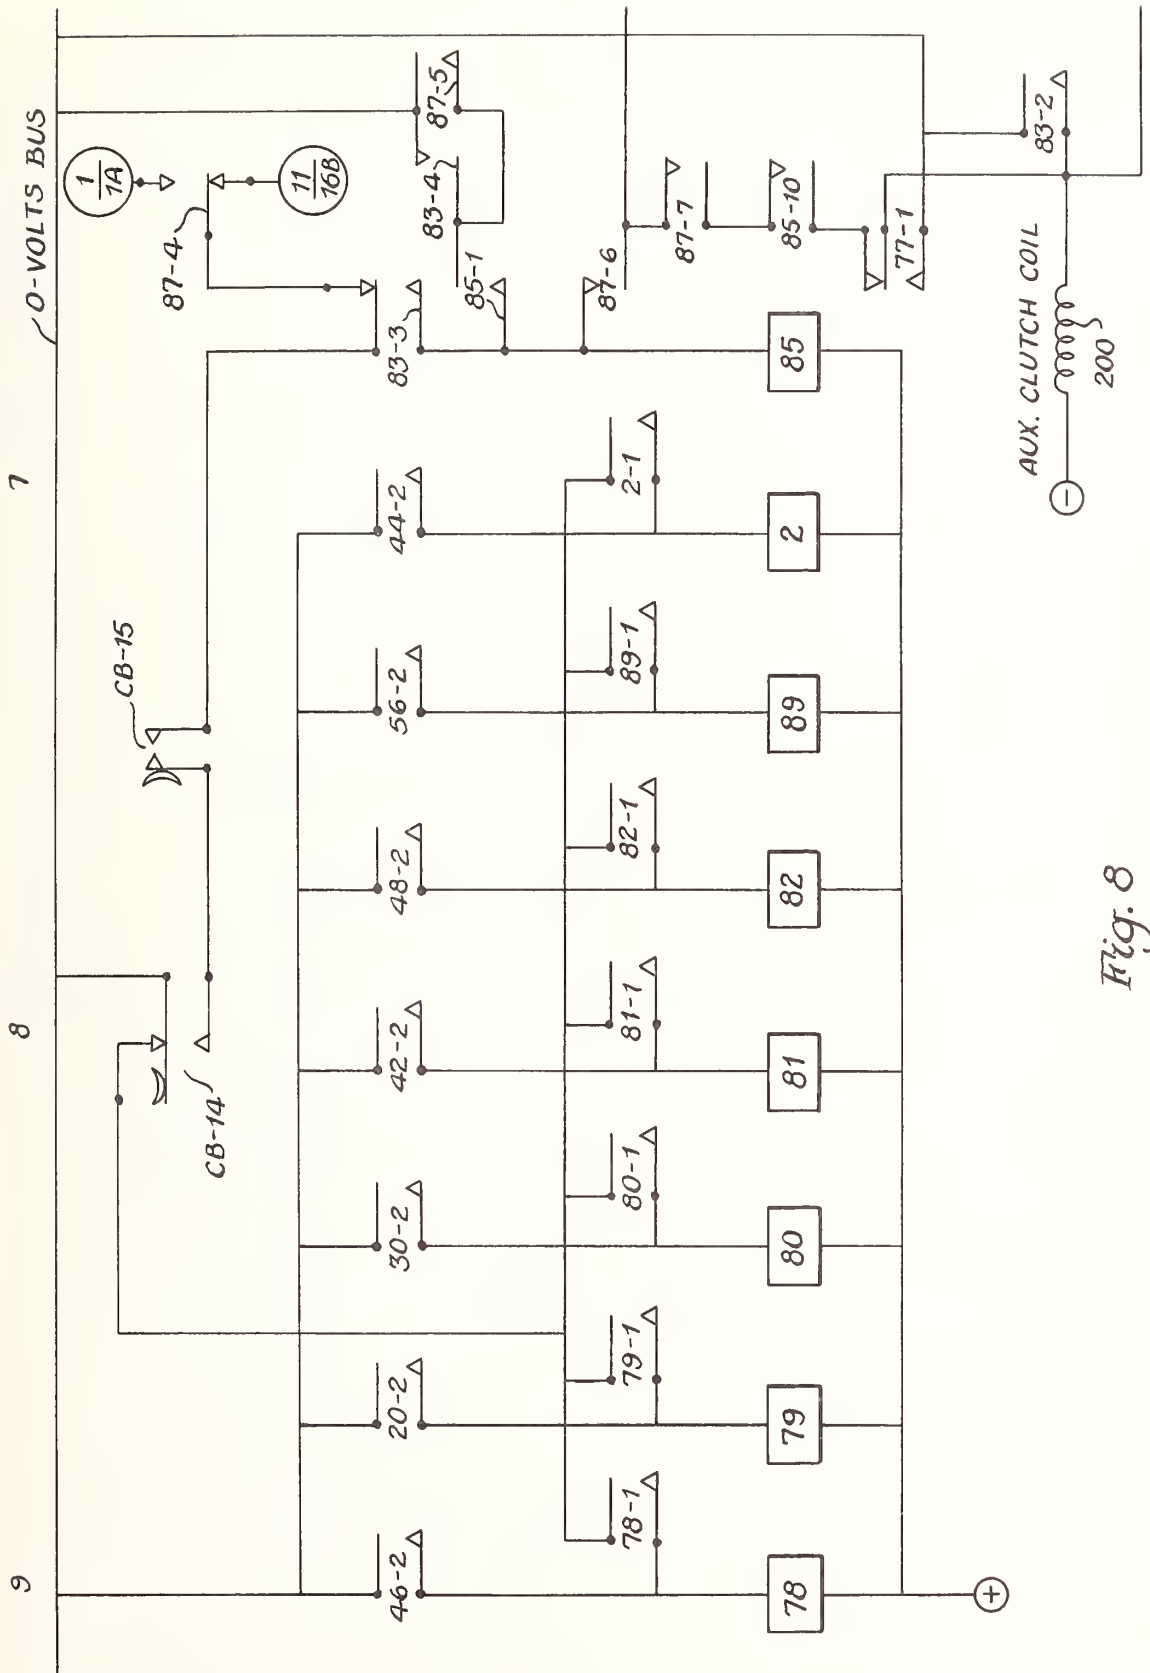 9 8 7
O-VOLTS BUS
1
1A
CB-15
87-4
11
16B
CB-14
46-2 20-2 30-2 42-2 48-2 56-2 44-2 83-3
83-4 87-5
85-1
78-1 79-1 80-1 81-1 82-1 89-1 2-1
87-6
87-7
85-10
78 79 80 81 82 89 2 85
77-1
+
AUX. CLUTCH COIL
83-2
−
200
Fig. 8